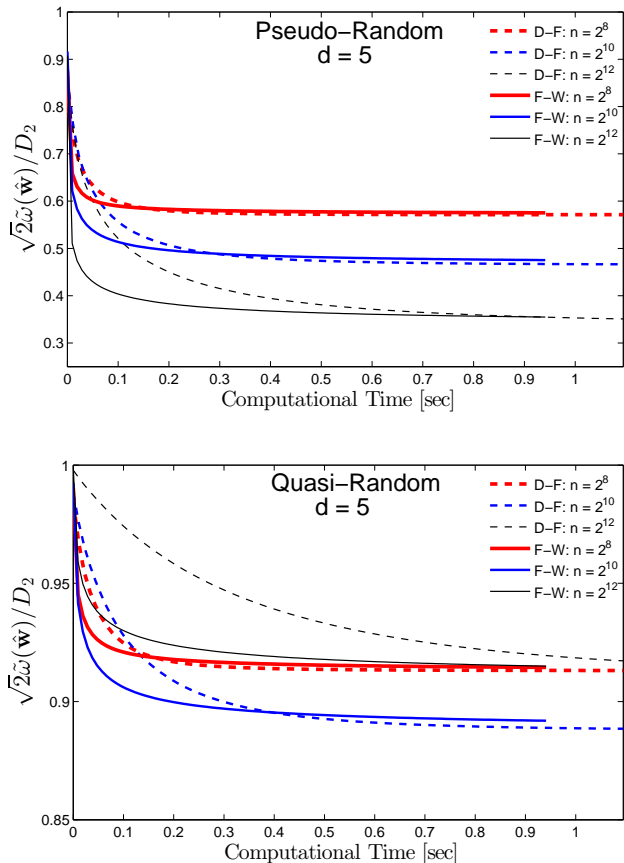 Pseudo-Random
d = 5
D-F: n = 2^8
D-F: n = 2^10
D-F: n = 2^12
F-W: n = 2^8
F-W: n = 2^10
F-W: n = 2^12
0.9
0.8
0.7
0.6
0.5
0.4
0.3
√2ω̃(ŵ)/D₂
0 0.1 0.2 0.3 0.4 0.5 0.6 0.7 0.8 0.9 1
Computational Time [sec]
Quasi-Random
d = 5
D-F: n = 2^8
D-F: n = 2^10
D-F: n = 2^12
F-W: n = 2^8
F-W: n = 2^10
F-W: n = 2^12
1
0.95
0.9
0.85
√2ω̃(ŵ)/D₂
0 0.1 0.2 0.3 0.4 0.5 0.6 0.7 0.8 0.9 1
Computational Time [sec]